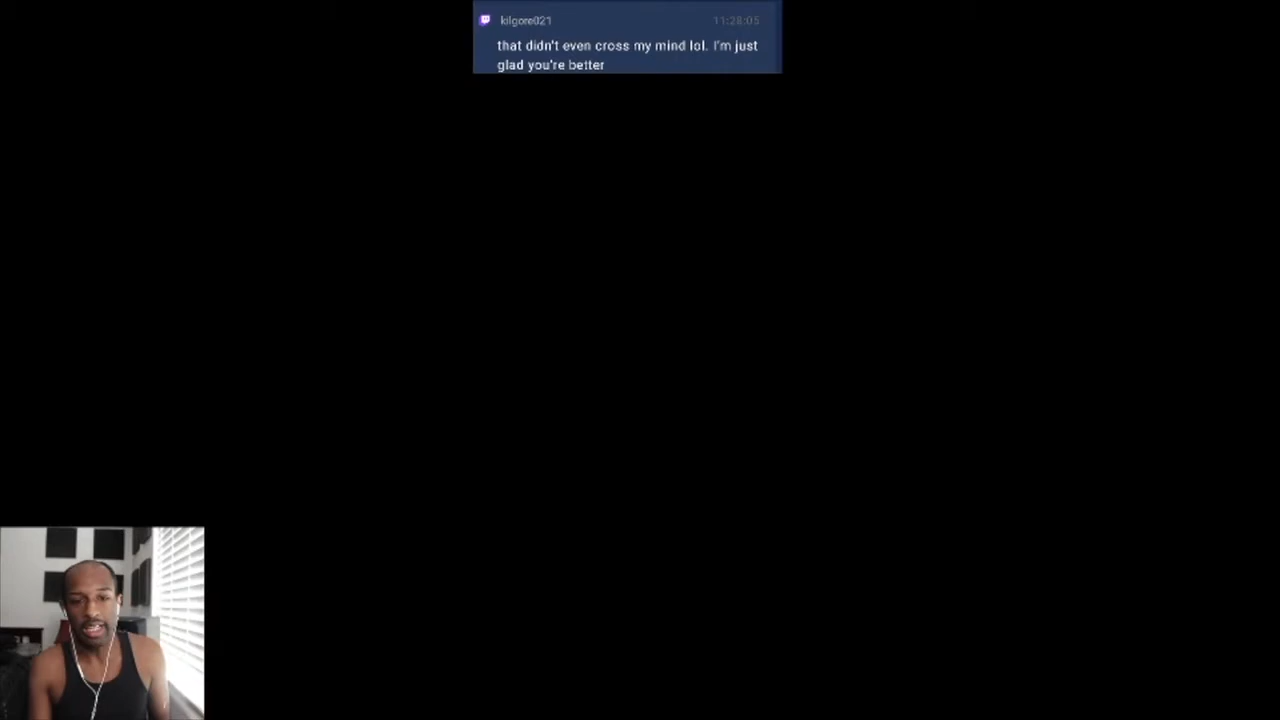 kilgore021 11:28:05
that didn't even cross my mind lol. I'm just
glad you're better